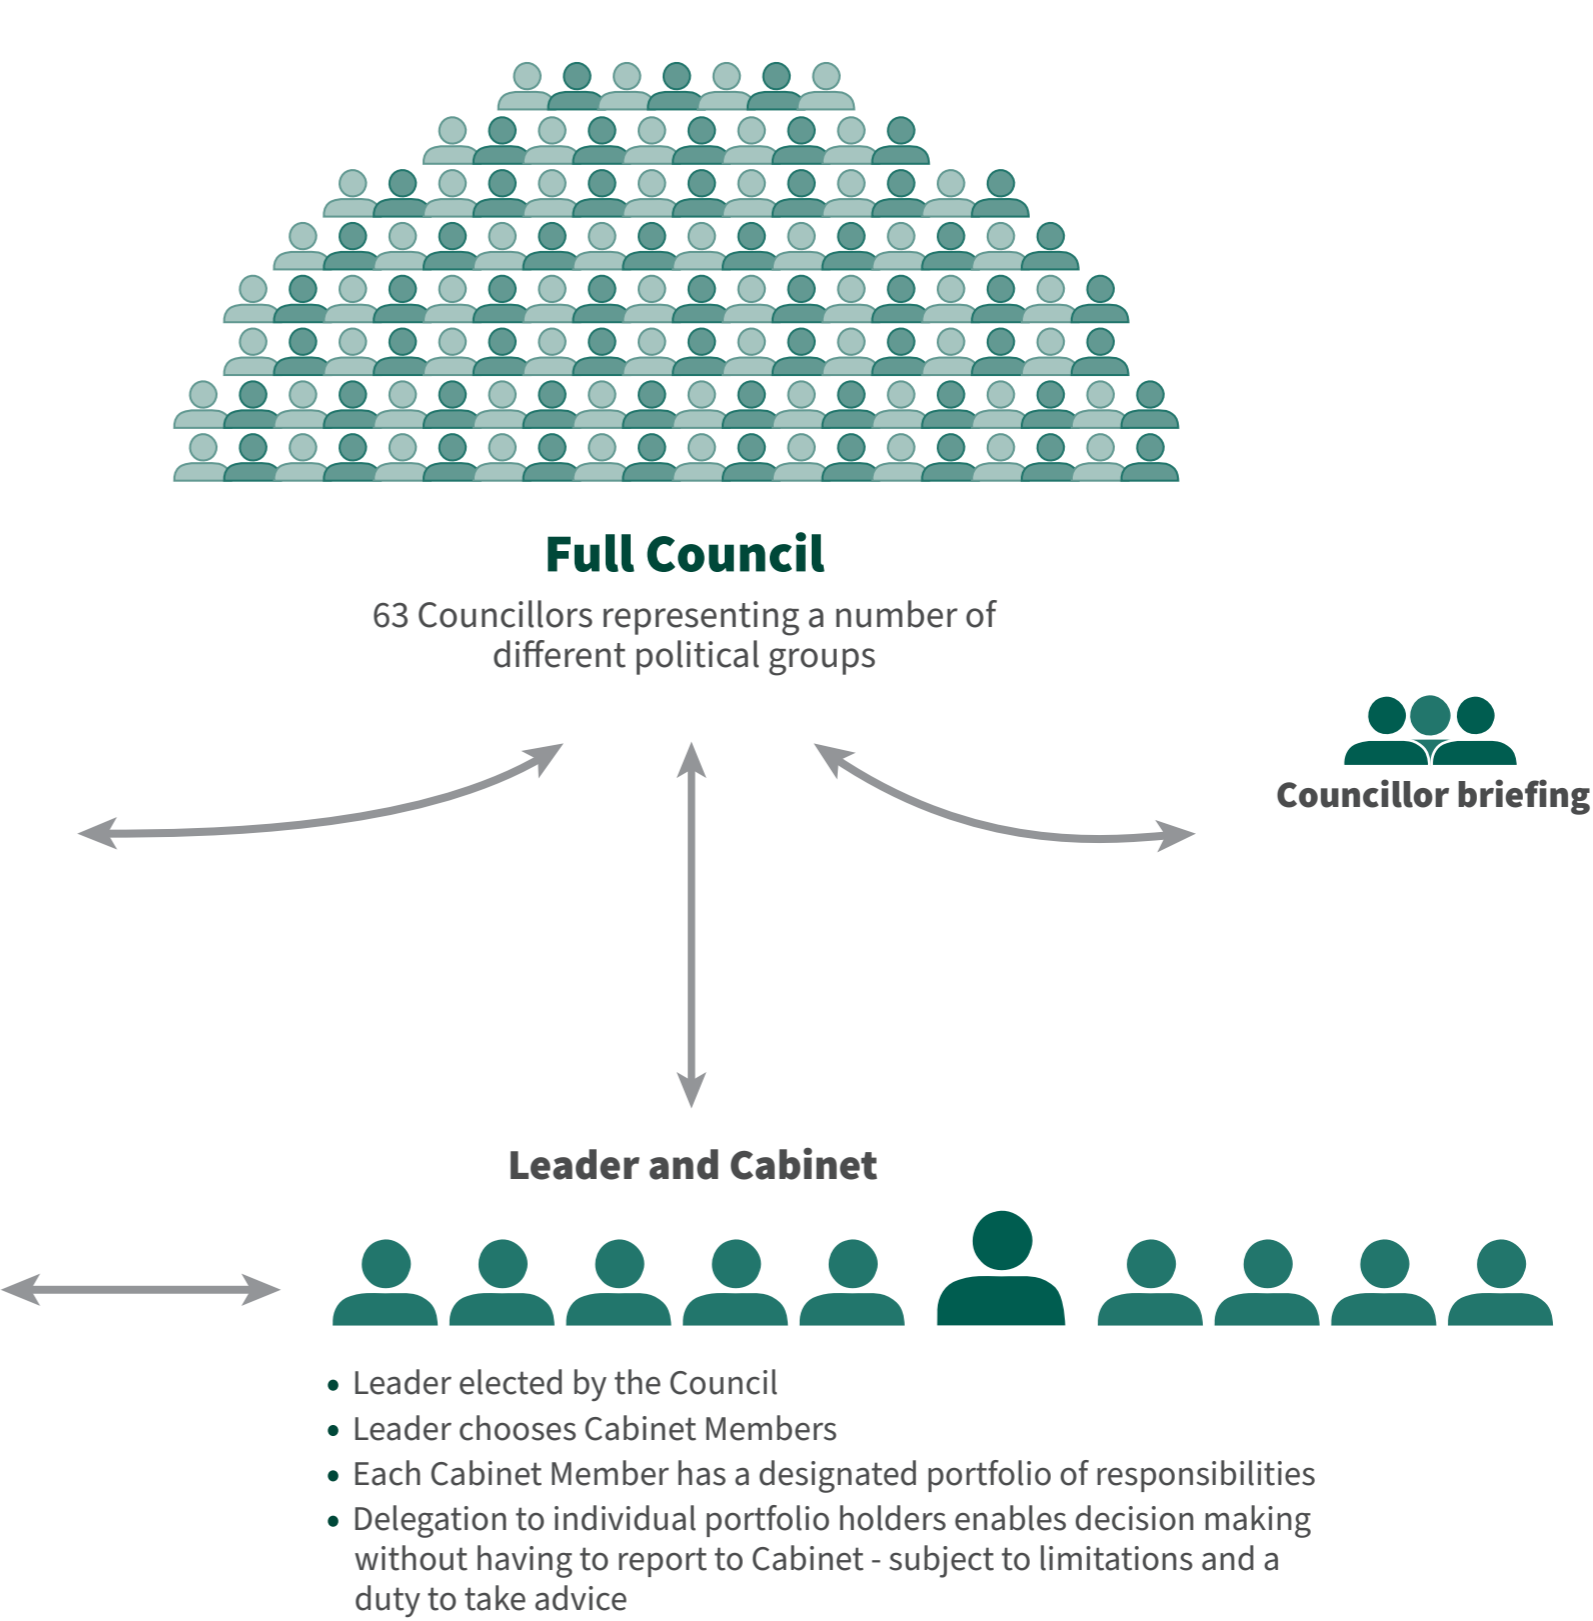 Full Council
63 Councillors representing a number of
different political groups
Councillor briefing
Leader and Cabinet
• Leader elected by the Council
• Leader chooses Cabinet Members
• Each Cabinet Member has a designated portfolio of responsibilities
• Delegation to individual portfolio holders enables decision making
without having to report to Cabinet - subject to limitations and a
duty to take advice